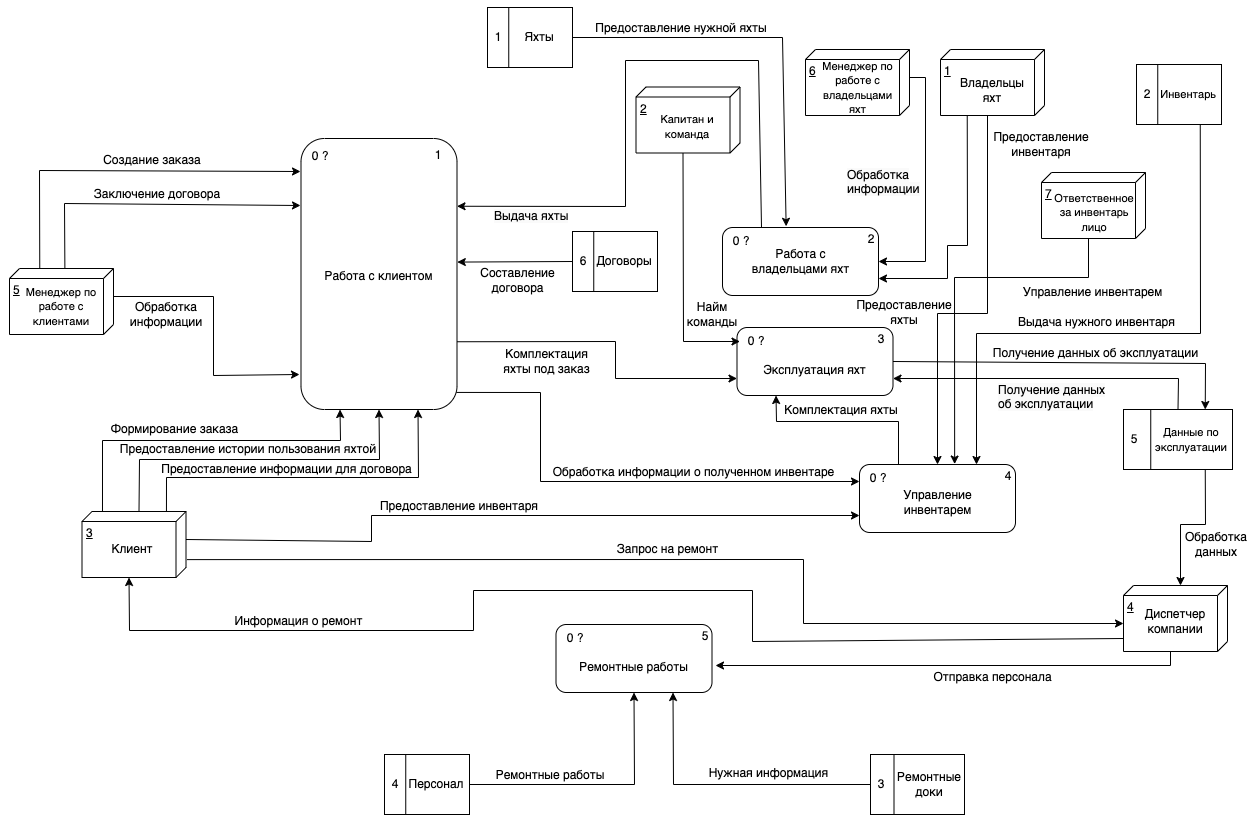 1
Яхты
Предоставление нужной яхты
6
Менеджер по
работе с
владельцами
яхт
1
Владельцы
яхт
2
Инвентарь
2
Капитан и
команда
Предоставление
инвентаря
0 ?
1
Работа с клиентом
Создание заказа
Заключение договора
Обработка
информации
7
Ответственное
за инвентарь
лицо
Выдача яхты
0 ?
2
Работа с
владельцами яхт
6
Договоры
Составление
договора
5
Менеджер по
работе с
клиентами
Обработка
информации
Управление инвентарем
Предоставление
яхты
Найм
команды
Выдача нужного инвентаря
0 ?
3
Эксплуатация яхт
Комплектация
яхты под заказ
Получение данных об эксплуатации
Получение данных
об эксплуатации
Комплектация яхты
5
Данные по
эксплуатации
Формирование заказа
Предоставление истории пользования яхтой
Предоставление информации для договора
Обработка информации о полученном инвентаре
0 ?
4
Управление
инвентарем
Предоставление инвентаря
3
Клиент
Запрос на ремонт
Обработка
данных
4
Диспетчер
компании
Информация о ремонт
0 ?
5
Ремонтные работы
Отправка персонала
4
Персонал
Ремонтные работы
Нужная информация
3
Ремонтные
доки